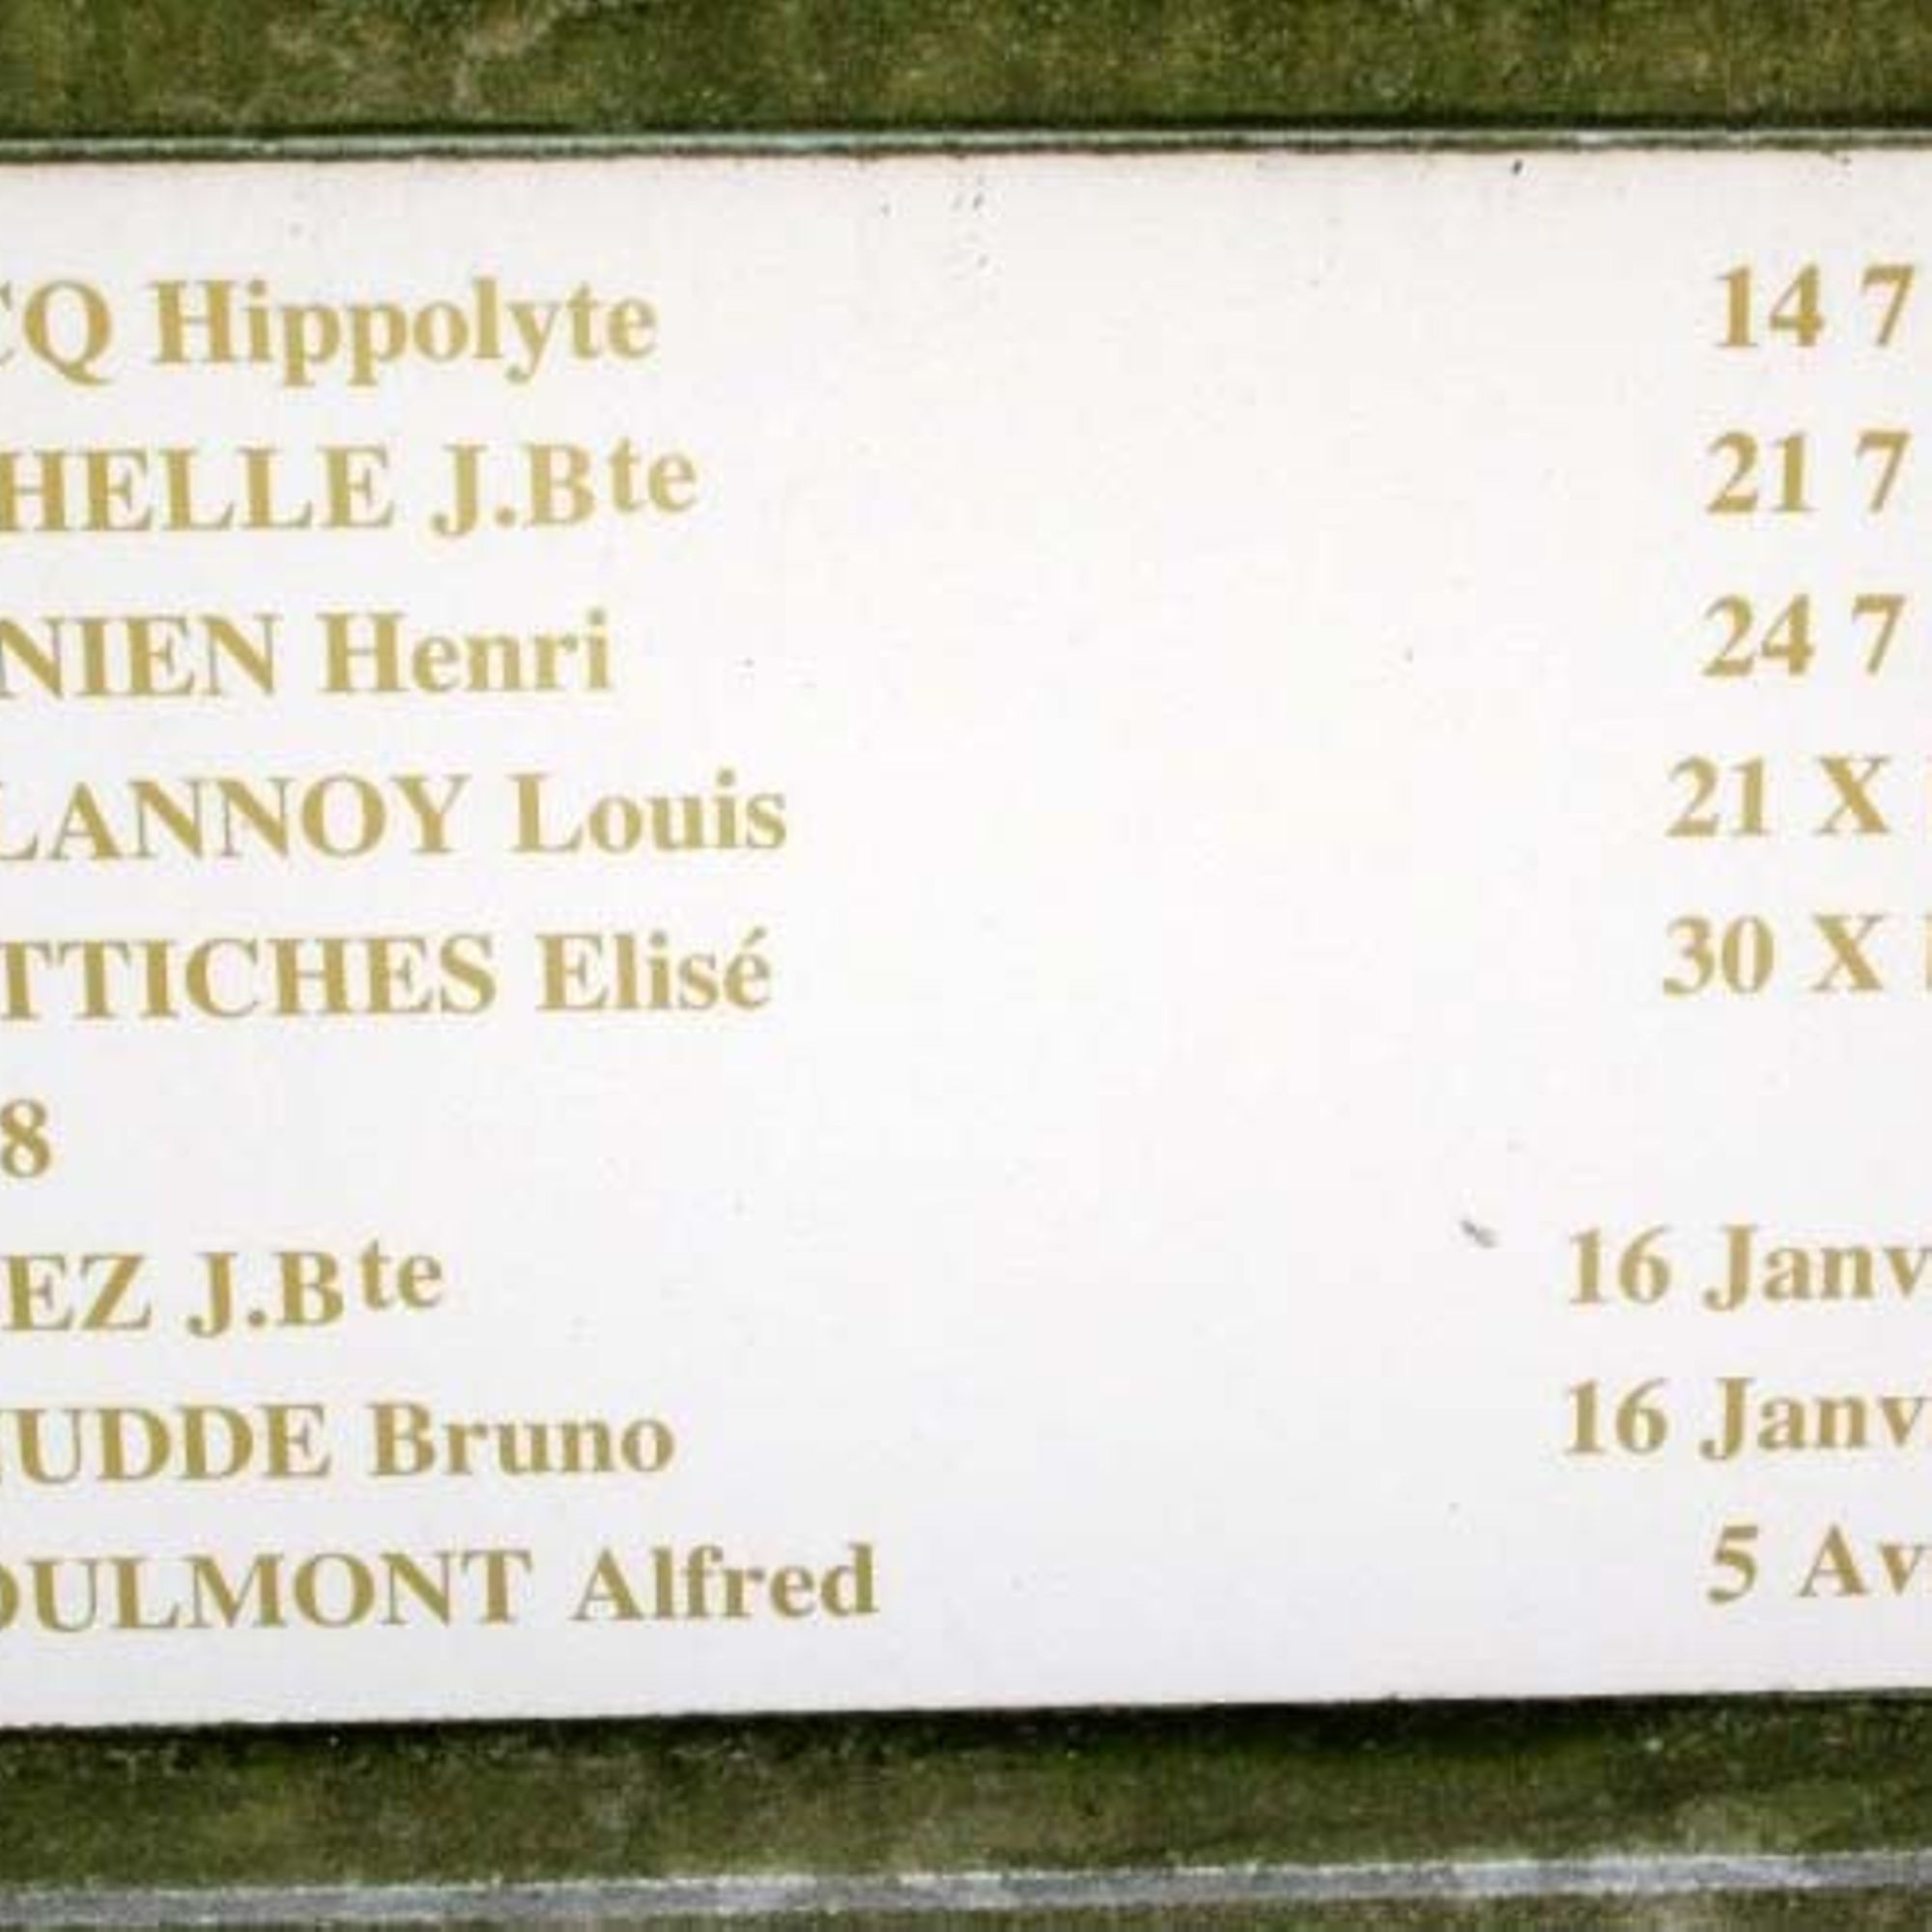 CQ Hippolyte 14 7
HELLE J.Bte 21 7
NIEN Henri 24 7
LANNOY Louis 21 X
TTICHES Elisé 30 X
8
EZ J.Bte 16 Janv
UDDE Bruno 16 Janv
OULMONT Alfred 5 Av